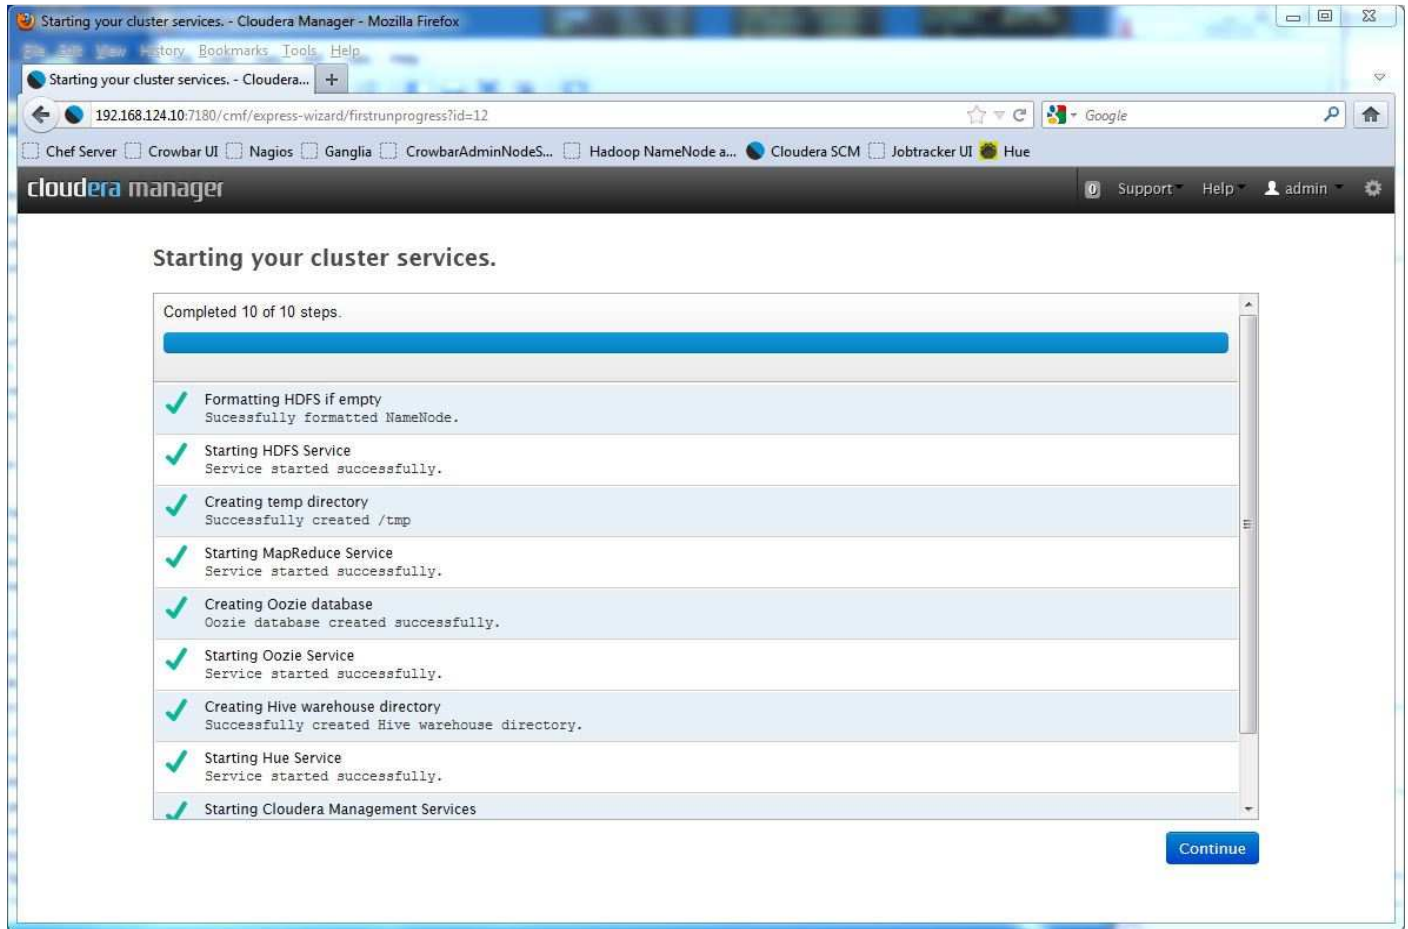 Starting your cluster services. - Cloudera Manager - Mozilla Firefox
File Edit View History Bookmarks Tools Help
Starting your cluster services. - Cloudera... +
192.168.124.10:7180/cmf/express-wizard/firstrunprogress?id=12
Google
Chef Server Crowbar UI Nagios Ganglia CrowbarAdminNodeS... Hadoop NameNode a... Cloudera SCM Jobtracker UI Hue
cloudera manager
0 Support Help admin
Starting your cluster services.
Completed 10 of 10 steps.
Formatting HDFS if empty
Sucessfully formatted NameNode.
Starting HDFS Service
Service started successfully.
Creating temp directory
Successfully created /tmp
Starting MapReduce Service
Service started successfully.
Creating Oozie database
Oozie database created successfully.
Starting Oozie Service
Service started successfully.
Creating Hive warehouse directory
Successfully created Hive warehouse directory.
Starting Hue Service
Service started successfully.
Starting Cloudera Management Services
Continue